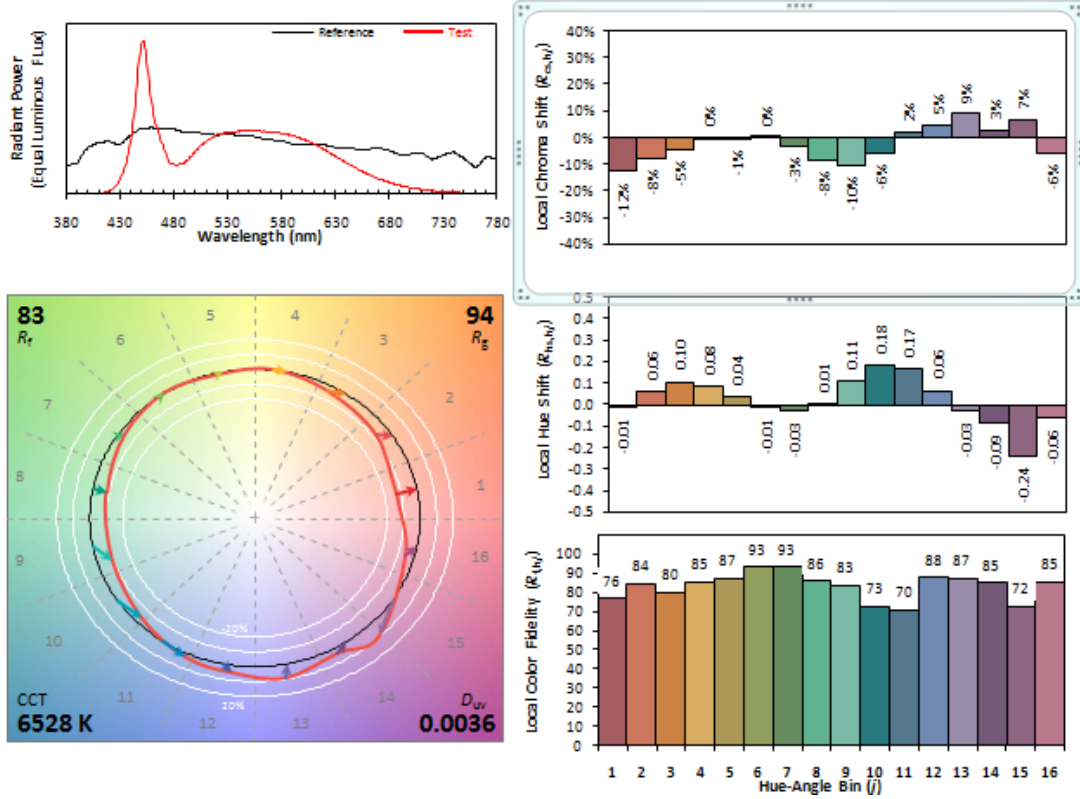 Reference
Test
Radiant Power
(Equal Luminous FLux)
380 430 480 530 580 630 680 730 780
Wavelength (nm)
Local Chroma Shift (Rcs,hj)
40%
30%
20%
10%
0%
-10%
-20%
-30%
-40%
-12% -8% -5% 0% -1% 0% -3% -8% -10% -6% 2% 5% 9% 3% 7% -6%
83
Rf
94
Rg
5 4
6 3
7 2
8 1
9 16
10 15
11 14
12 13
-20%
20%
CCT
6528 K
Duv
0.0036
Local Hue Shift (Rhs,hj)
0.5
0.4
0.3
0.2
0.1
0.0
-0.1
-0.2
-0.3
-0.4
-0.5
-0.01 0.06 0.10 0.08 0.04 -0.01 -0.03 0.01 0.11 0.18 0.17 0.06 -0.03 -0.09 -0.24 -0.06
Local Color Fidelity (Rf,hj)
100
90
80
70
60
50
40
30
20
10
0
76 84 80 85 87 93 93 86 83 73 70 88 87 85 72 85
1 2 3 4 5 6 7 8 9 10 11 12 13 14 15 16
Hue-Angle Bin (j)